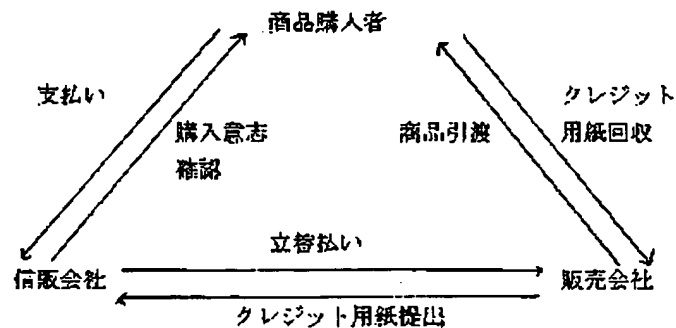 商品購入者
支払い
クレジット
用紙回収
購入意志
確認
商品引渡
立替払い
信販会社
販売会社
クレジット用紙提出